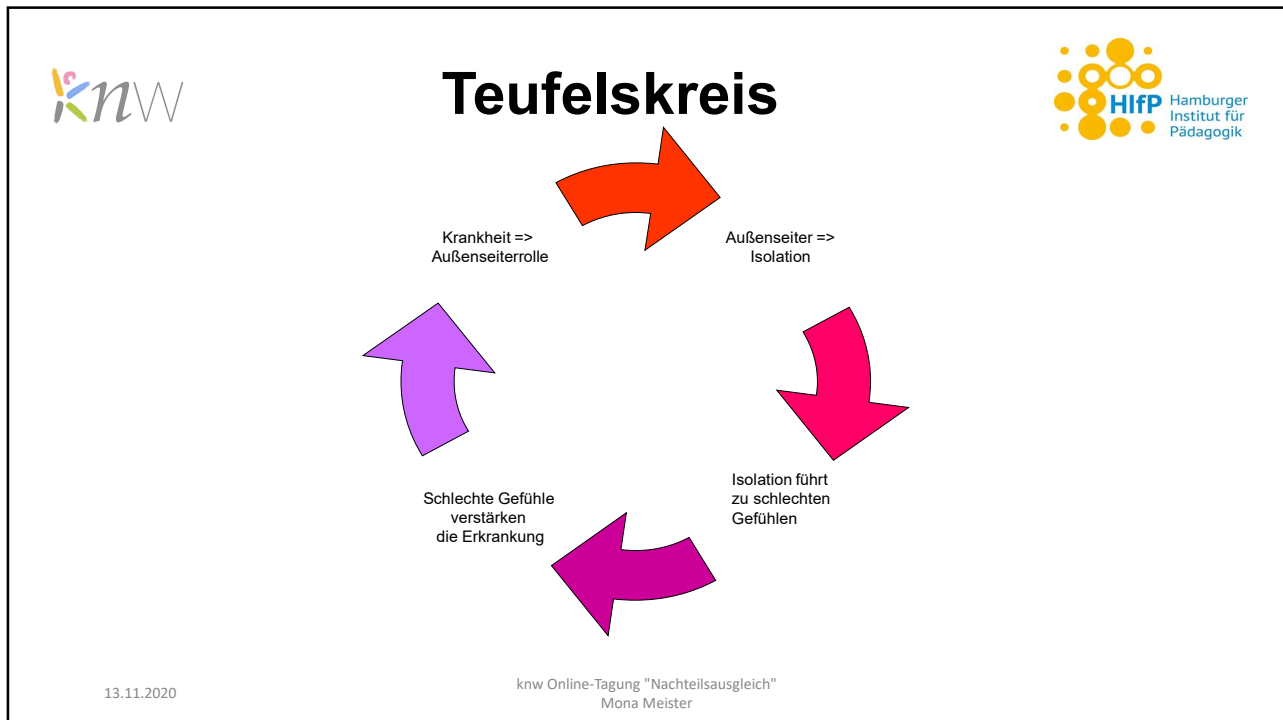 knw
Teufelskreis
HIfP
Hamburger
Institut für
Pädagogik
Krankheit =>
Außenseiterrolle
Außenseiter =>
Isolation
Isolation führt
zu schlechten
Gefühlen
Schlechte Gefühle
verstärken
die Erkrankung
13.11.2020
knw Online-Tagung "Nachteilsausgleich"
Mona Meister